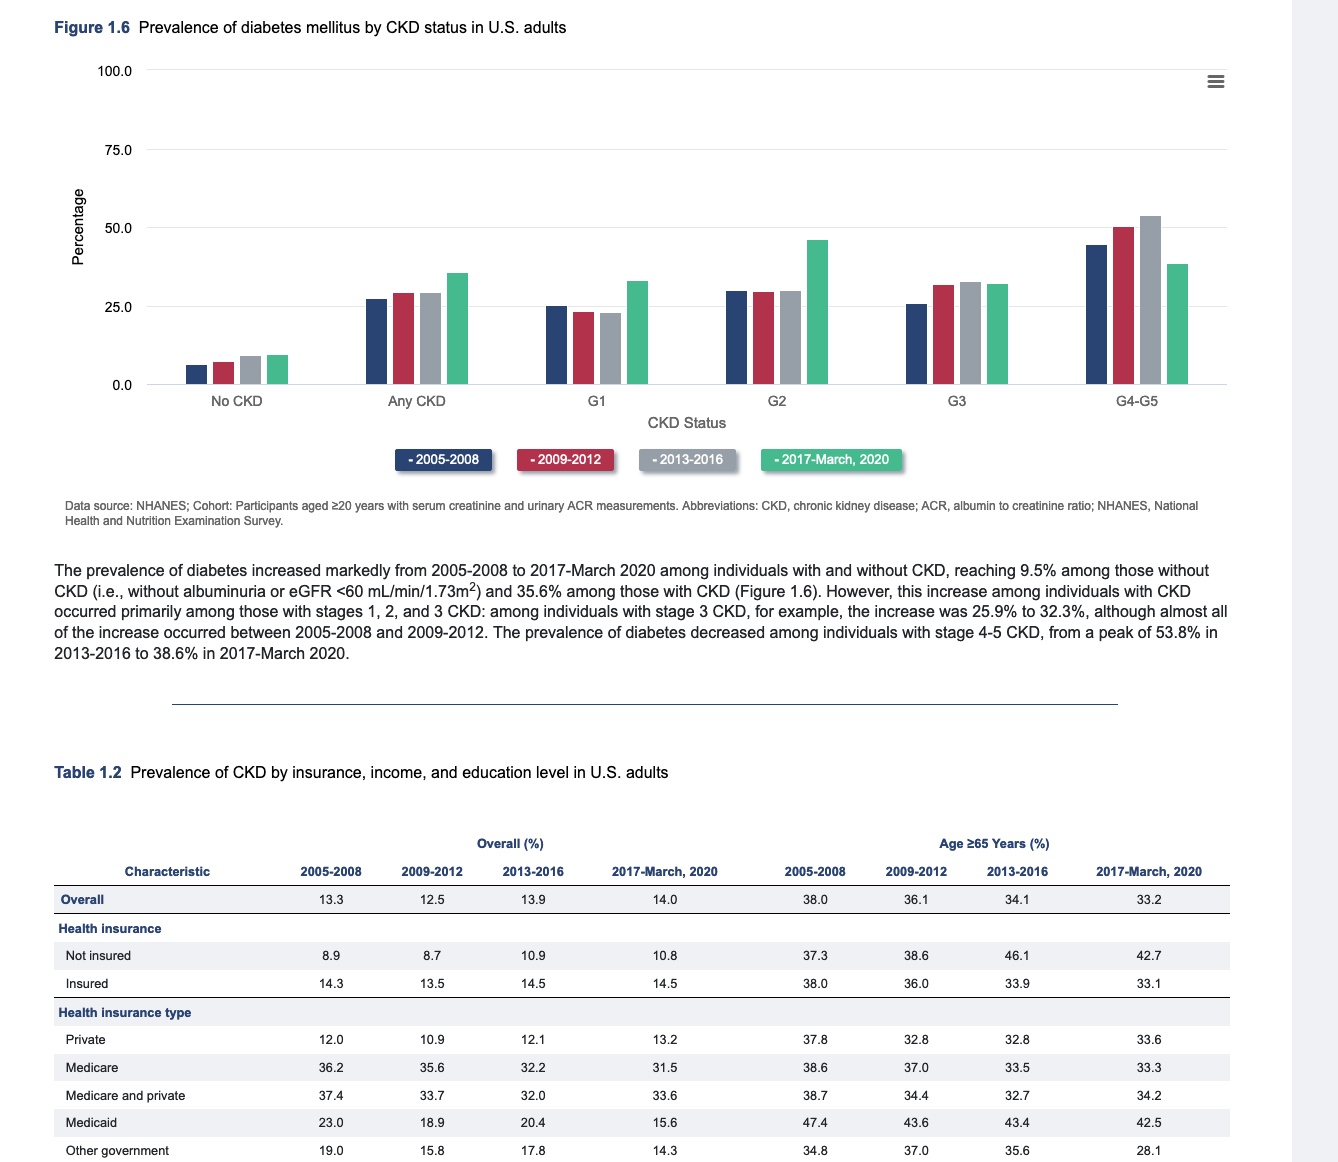 Figure 1.6 Prevalence of diabetes mellitus by CKD status in U.S. adults
100.0
75.0
50.0
25.0
0.0
Percentage
No CKD Any CKD G1 G2 G3 G4-G5
CKD Status
- 2005-2008 - 2009-2012 - 2013-2016 - 2017-March, 2020
Data source: NHANES; Cohort: Participants aged ≥20 years with serum creatinine and urinary ACR measurements. Abbreviations: CKD, chronic kidney disease; ACR, albumin to creatinine ratio; NHANES, National
Health and Nutrition Examination Survey.
The prevalence of diabetes increased markedly from 2005-2008 to 2017-March 2020 among individuals with and without CKD, reaching 9.5% among those without
CKD (i.e., without albuminuria or eGFR <60 mL/min/1.73m²) and 35.6% among those with CKD (Figure 1.6). However, this increase among individuals with CKD
occurred primarily among those with stages 1, 2, and 3 CKD: among individuals with stage 3 CKD, for example, the increase was 25.9% to 32.3%, although almost all
of the increase occurred between 2005-2008 and 2009-2012. The prevalence of diabetes decreased among individuals with stage 4-5 CKD, from a peak of 53.8% in
2013-2016 to 38.6% in 2017-March 2020.
Table 1.2 Prevalence of CKD by insurance, income, and education level in U.S. adults
Overall (%) Age ≥65 Years (%)
Characteristic 2005-2008 2009-2012 2013-2016 2017-March, 2020 2005-2008 2009-2012 2013-2016 2017-March, 2020
Overall 13.3 12.5 13.9 14.0 38.0 36.1 34.1 33.2
Health insurance
Not insured 8.9 8.7 10.9 10.8 37.3 38.6 46.1 42.7
Insured 14.3 13.5 14.5 14.5 38.0 36.0 33.9 33.1
Health insurance type
Private 12.0 10.9 12.1 13.2 37.8 32.8 32.8 33.6
Medicare 36.2 35.6 32.2 31.5 38.6 37.0 33.5 33.3
Medicare and private 37.4 33.7 32.0 33.6 38.7 34.4 32.7 34.2
Medicaid 23.0 18.9 20.4 15.6 47.4 43.6 43.4 42.5
Other government 19.0 15.8 17.8 14.3 34.8 37.0 35.6 28.1